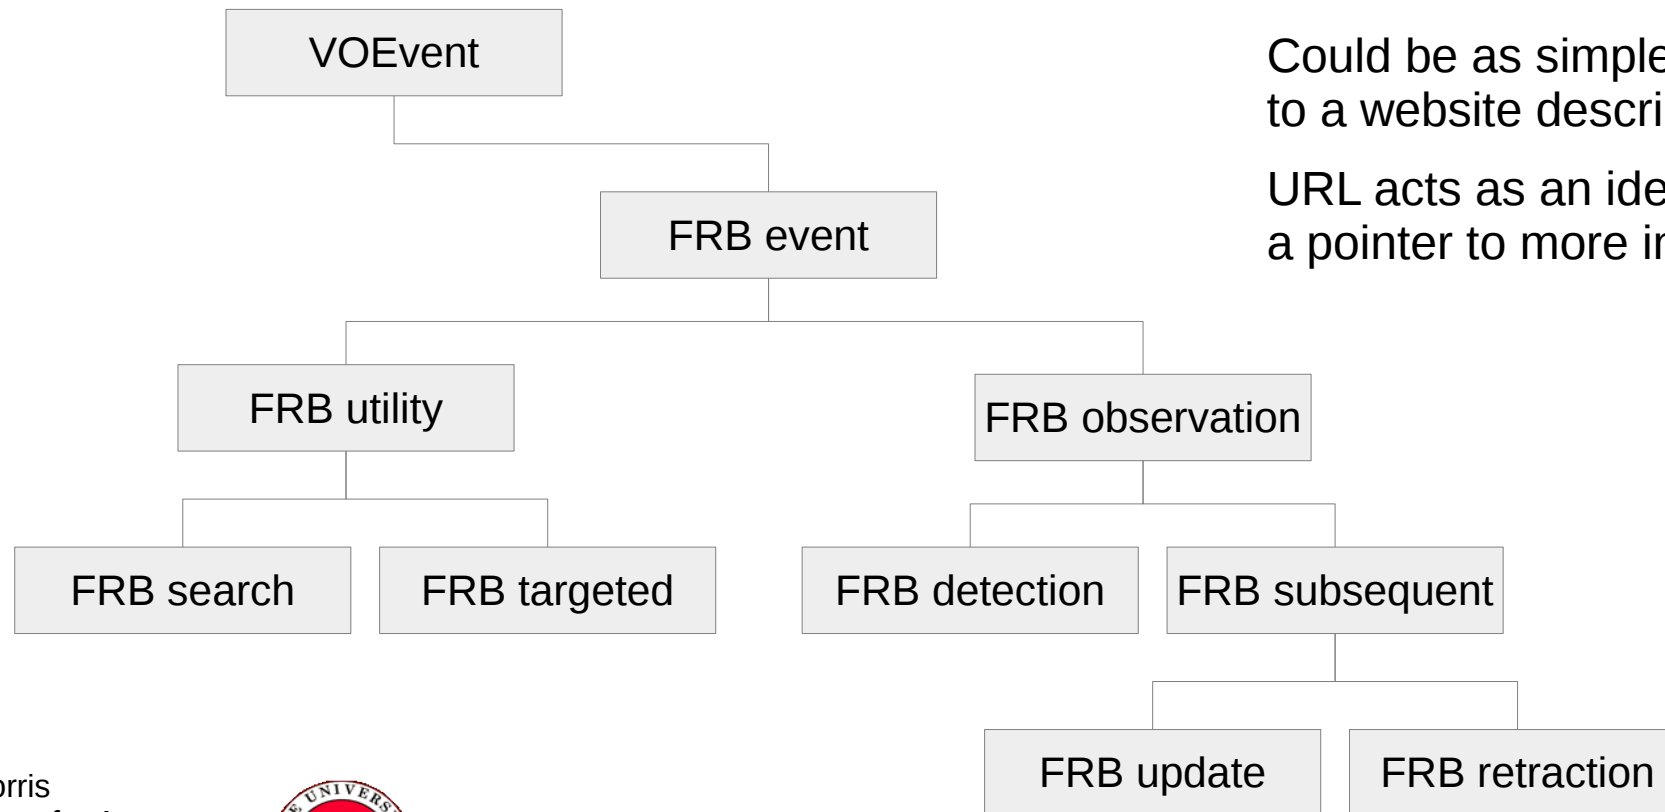 VOEvent
Could be as simple
to a website descri
URL acts as an ide
a pointer to more in
FRB event
FRB utility
FRB observation
FRB search
FRB targeted
FRB detection
FRB subsequent
FRB update
FRB retraction
orris
UNIVERS